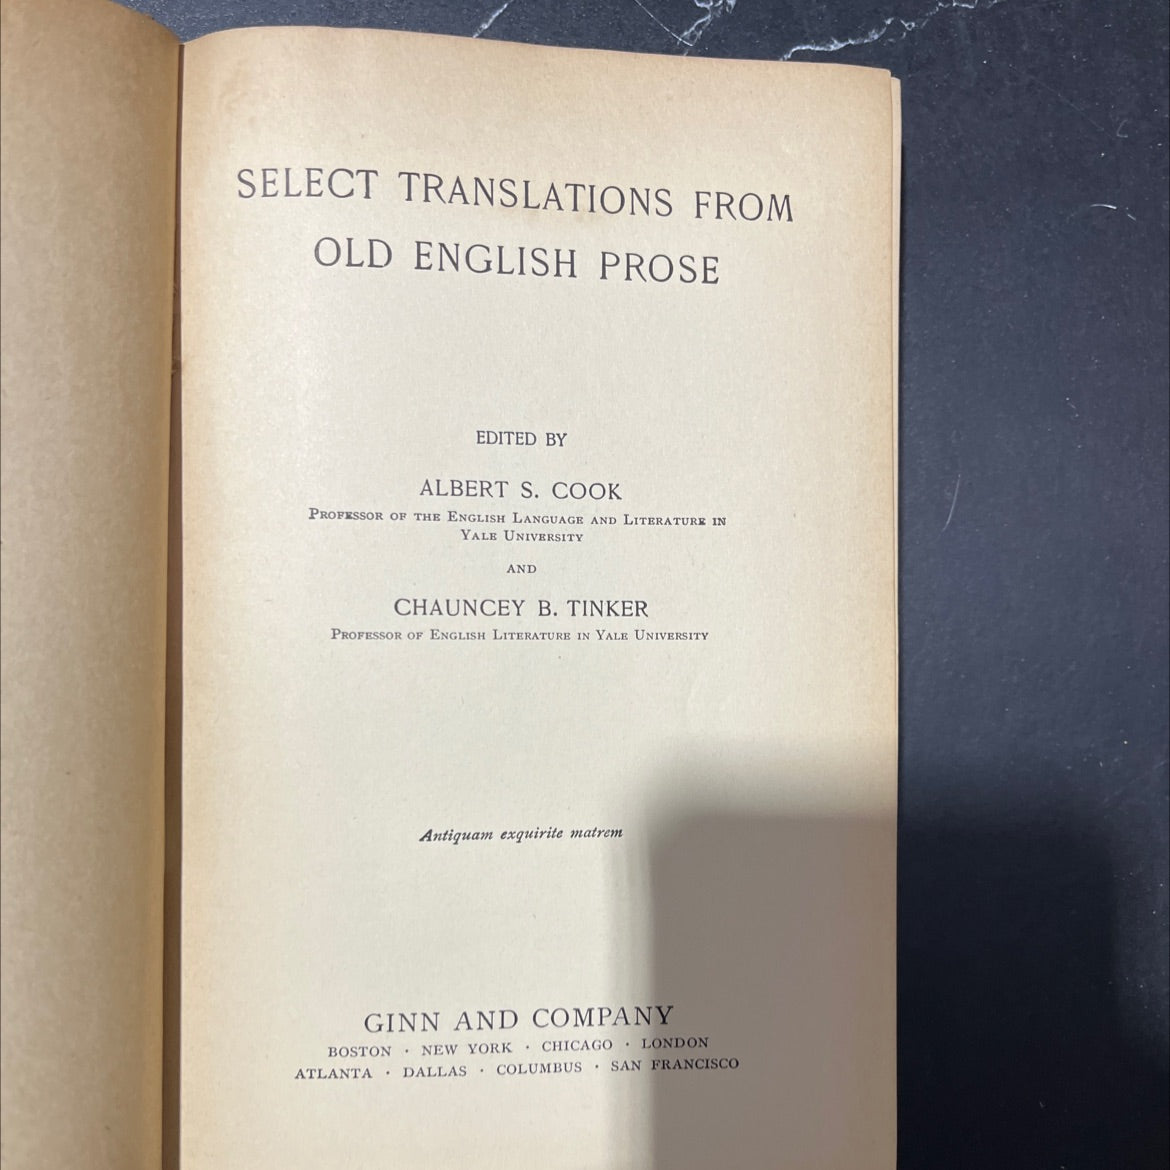 SELECT TRANSLATIONS FROM
OLD ENGLISH PROSE
EDITED BY
ALBERT S. COOK
PROFESSOR OF THE ENGLISH LANGUAGE AND LITERATURE IN
YALE UNIVERSITY
AND
CHAUNCEY B. TINKER
PROFESSOR OF ENGLISH LITERATURE IN YALE UNIVERSITY
Antiquam exquirite matrem
GINN AND COMPANY
BOSTON · NEW YORK · CHICAGO · LONDON
ATLANTA · DALLAS · COLUMBUS · SAN FRANCISCO